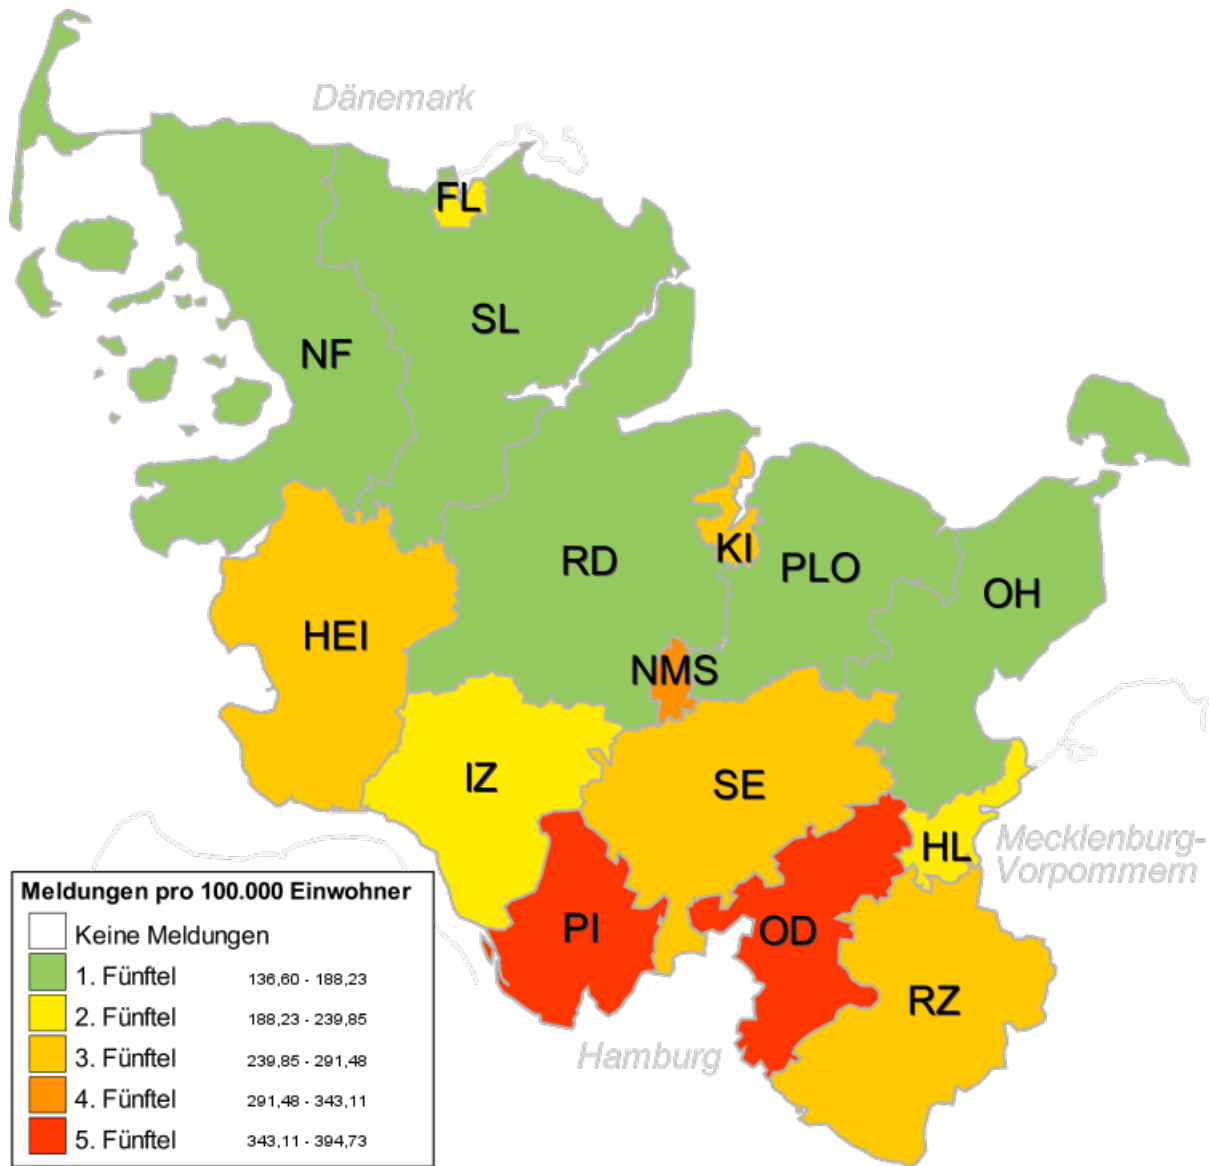 Dänemark
FL
SL
NF
RD
KI
PLO
OH
HEI
NMS
IZ
SE
HL
Mecklenburg-
Vorpommern
PI
OD
RZ
Hamburg
Meldungen pro 100.000 Einwohner
Keine Meldungen
1. Fünftel 136,60 - 188,23
2. Fünftel 188,23 - 239,85
3. Fünftel 239,85 - 291,48
4. Fünftel 291,48 - 343,11
5. Fünftel 343,11 - 394,73